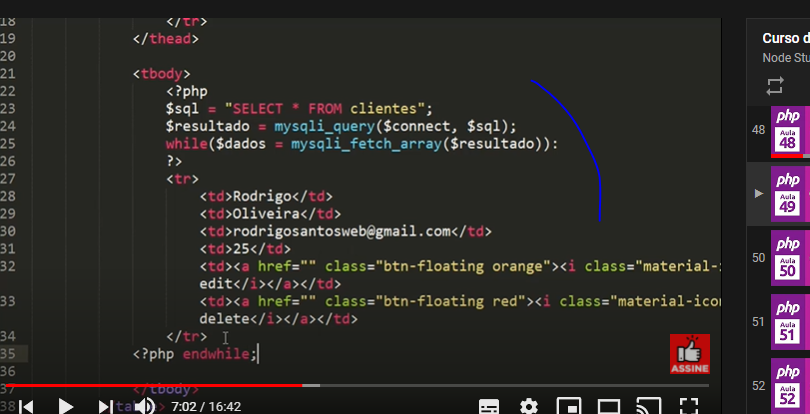 18 </tr>
19 </thead>
20
21 <tbody>
22 <?php
23 $sql = "SELECT * FROM clientes";
24 $resultado = mysqli_query($connect, $sql);
25 while($dados = mysqli_fetch_array($resultado)):
26 ?>
27 <tr>
28 <td>Rodrigo</td>
29 <td>Oliveira</td>
30 <td>rodrigosantosweb@gmail.com</td>
31 <td>25</td>
32 <td><a href="" class="btn-floating orange"><i class="material-
edit</i></a></td>
33 <td><a href="" class="btn-floating red"><i class="material-ico
delete</i></a></td>
34 </tr>
35 <?php endwhile;
36
37 </tbody>
38 table>
ASSINE
7:02 / 16:42
Curso d
Node Stu
48 php
Aula
48
php
Aula
49
50 php
Aula
50
51 php
Aula
51
52 php
Aula
52